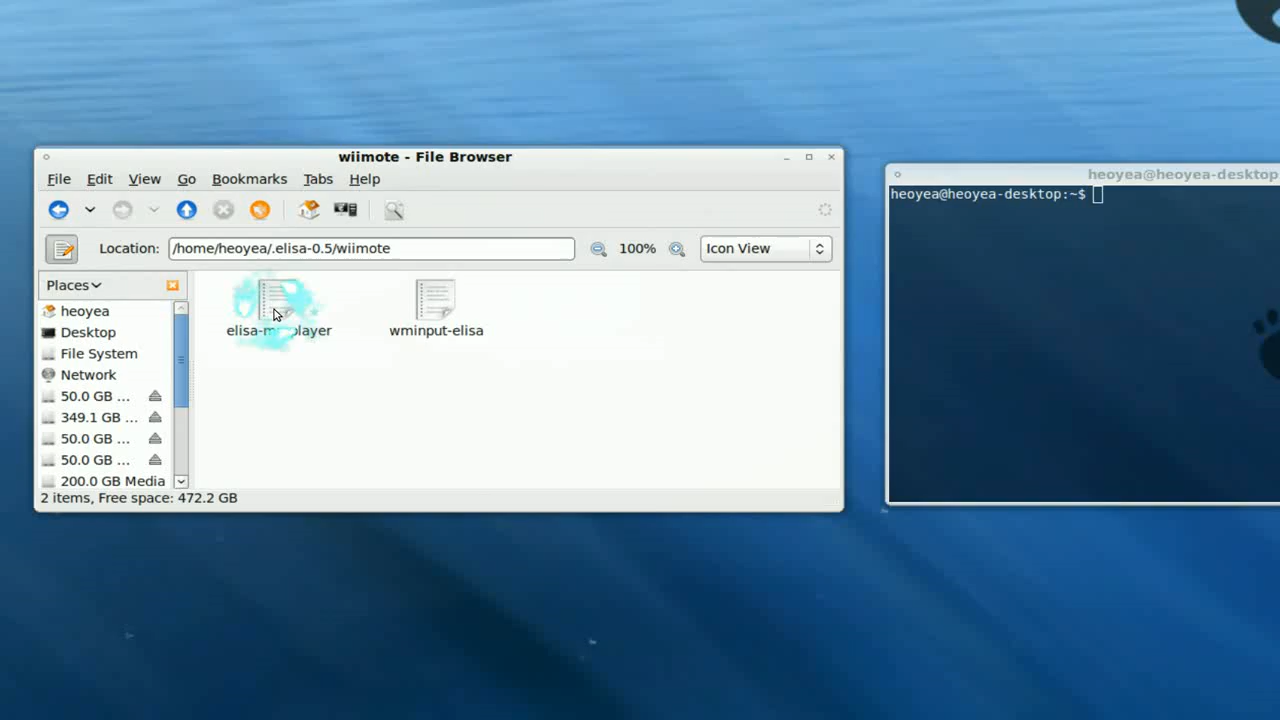 wiimote - File Browser
File Edit View Go Bookmarks Tabs Help
Location: /home/heoyea/.elisa-0.5/wiimote 100% Icon View
Places
heoyea
Desktop
File System
Network
50.0 GB ...
349.1 GB ...
50.0 GB ...
50.0 GB ...
200.0 GB Media
wminput-elisa
2 items, Free space: 472.2 GB
heoyea@heoyea-desktop
heoyea@heoyea-desktop:~$